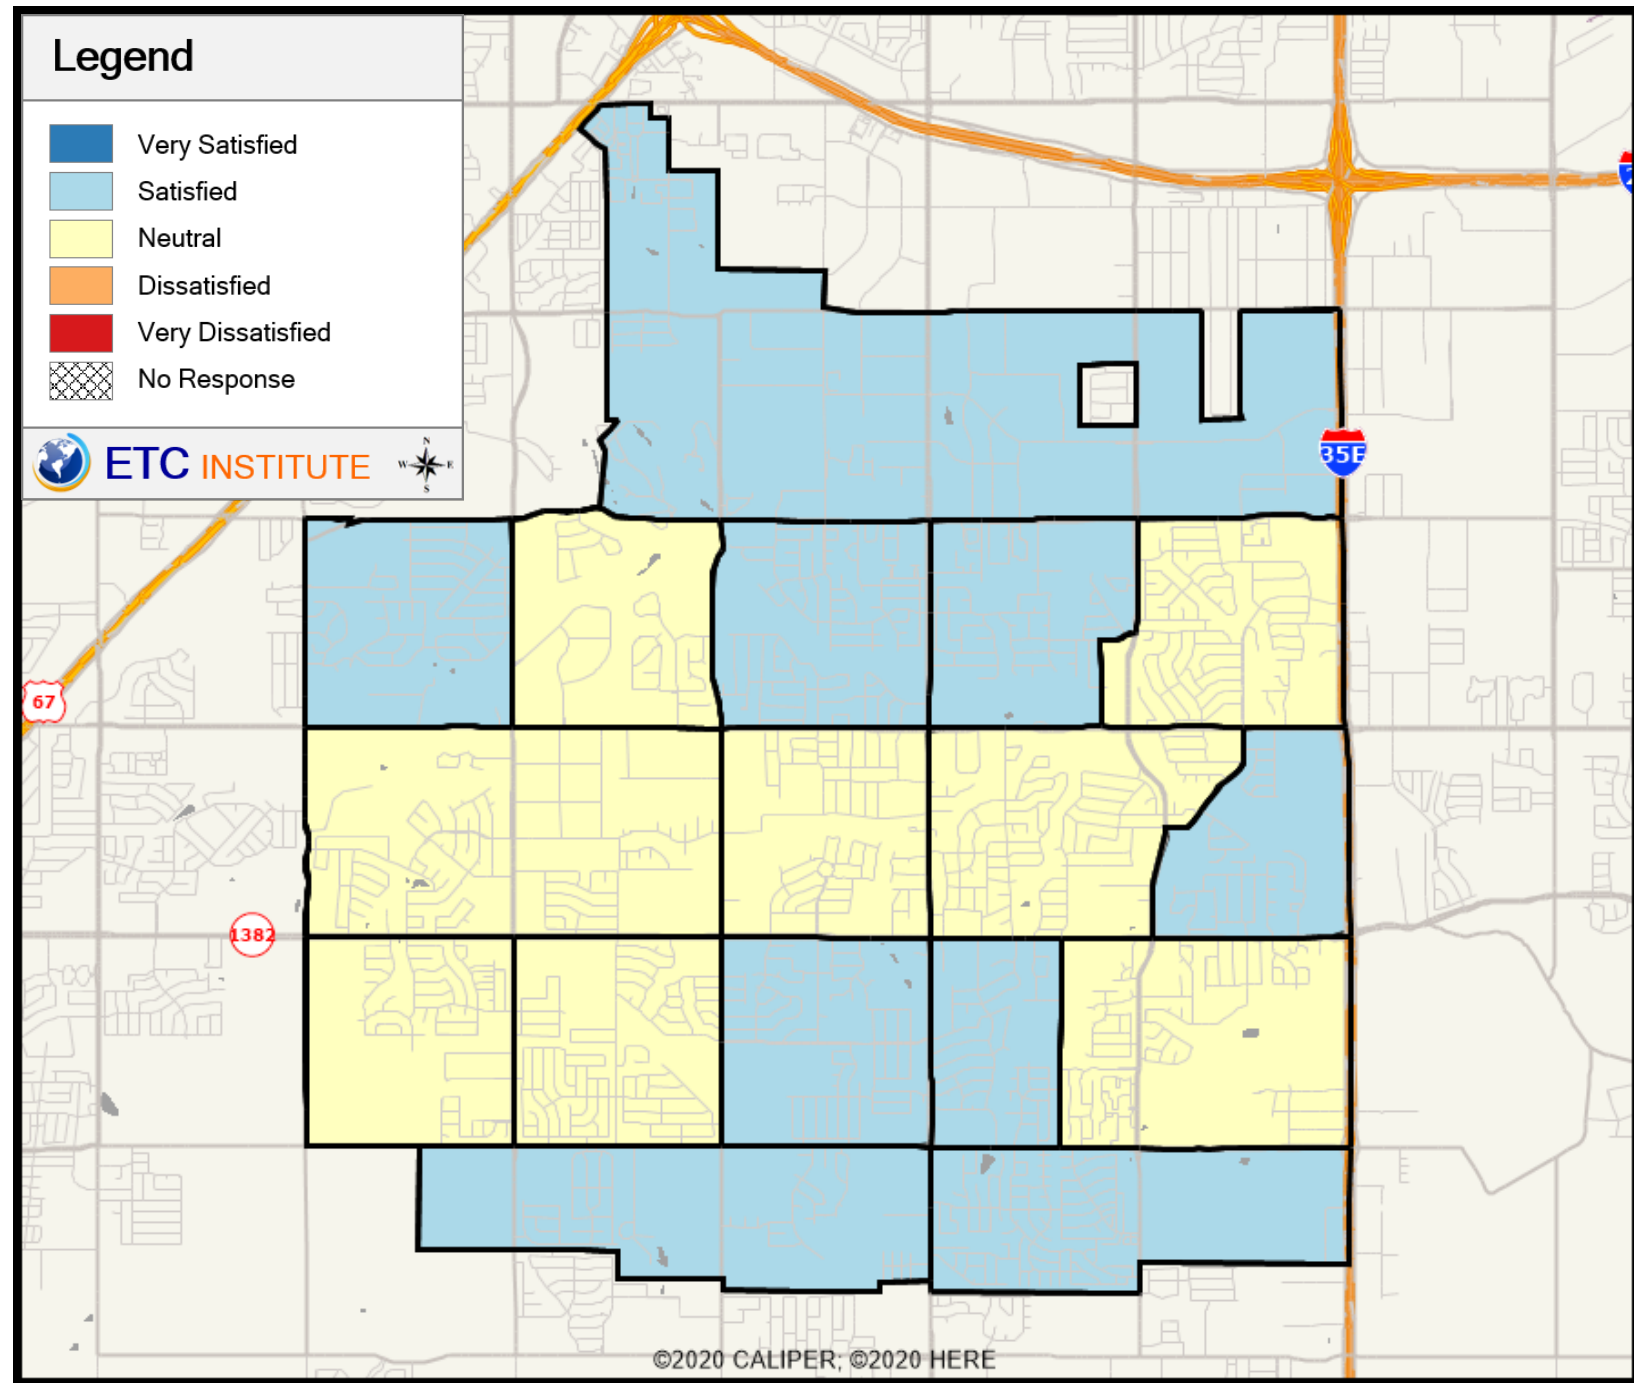 Legend
Very Satisfied
Satisfied
Neutral
Dissatisfied
Very Dissatisfied
No Response
ETC INSTITUTE
N
W E
S
35E
67
1382
©2020 CALIPER; ©2020 HERE